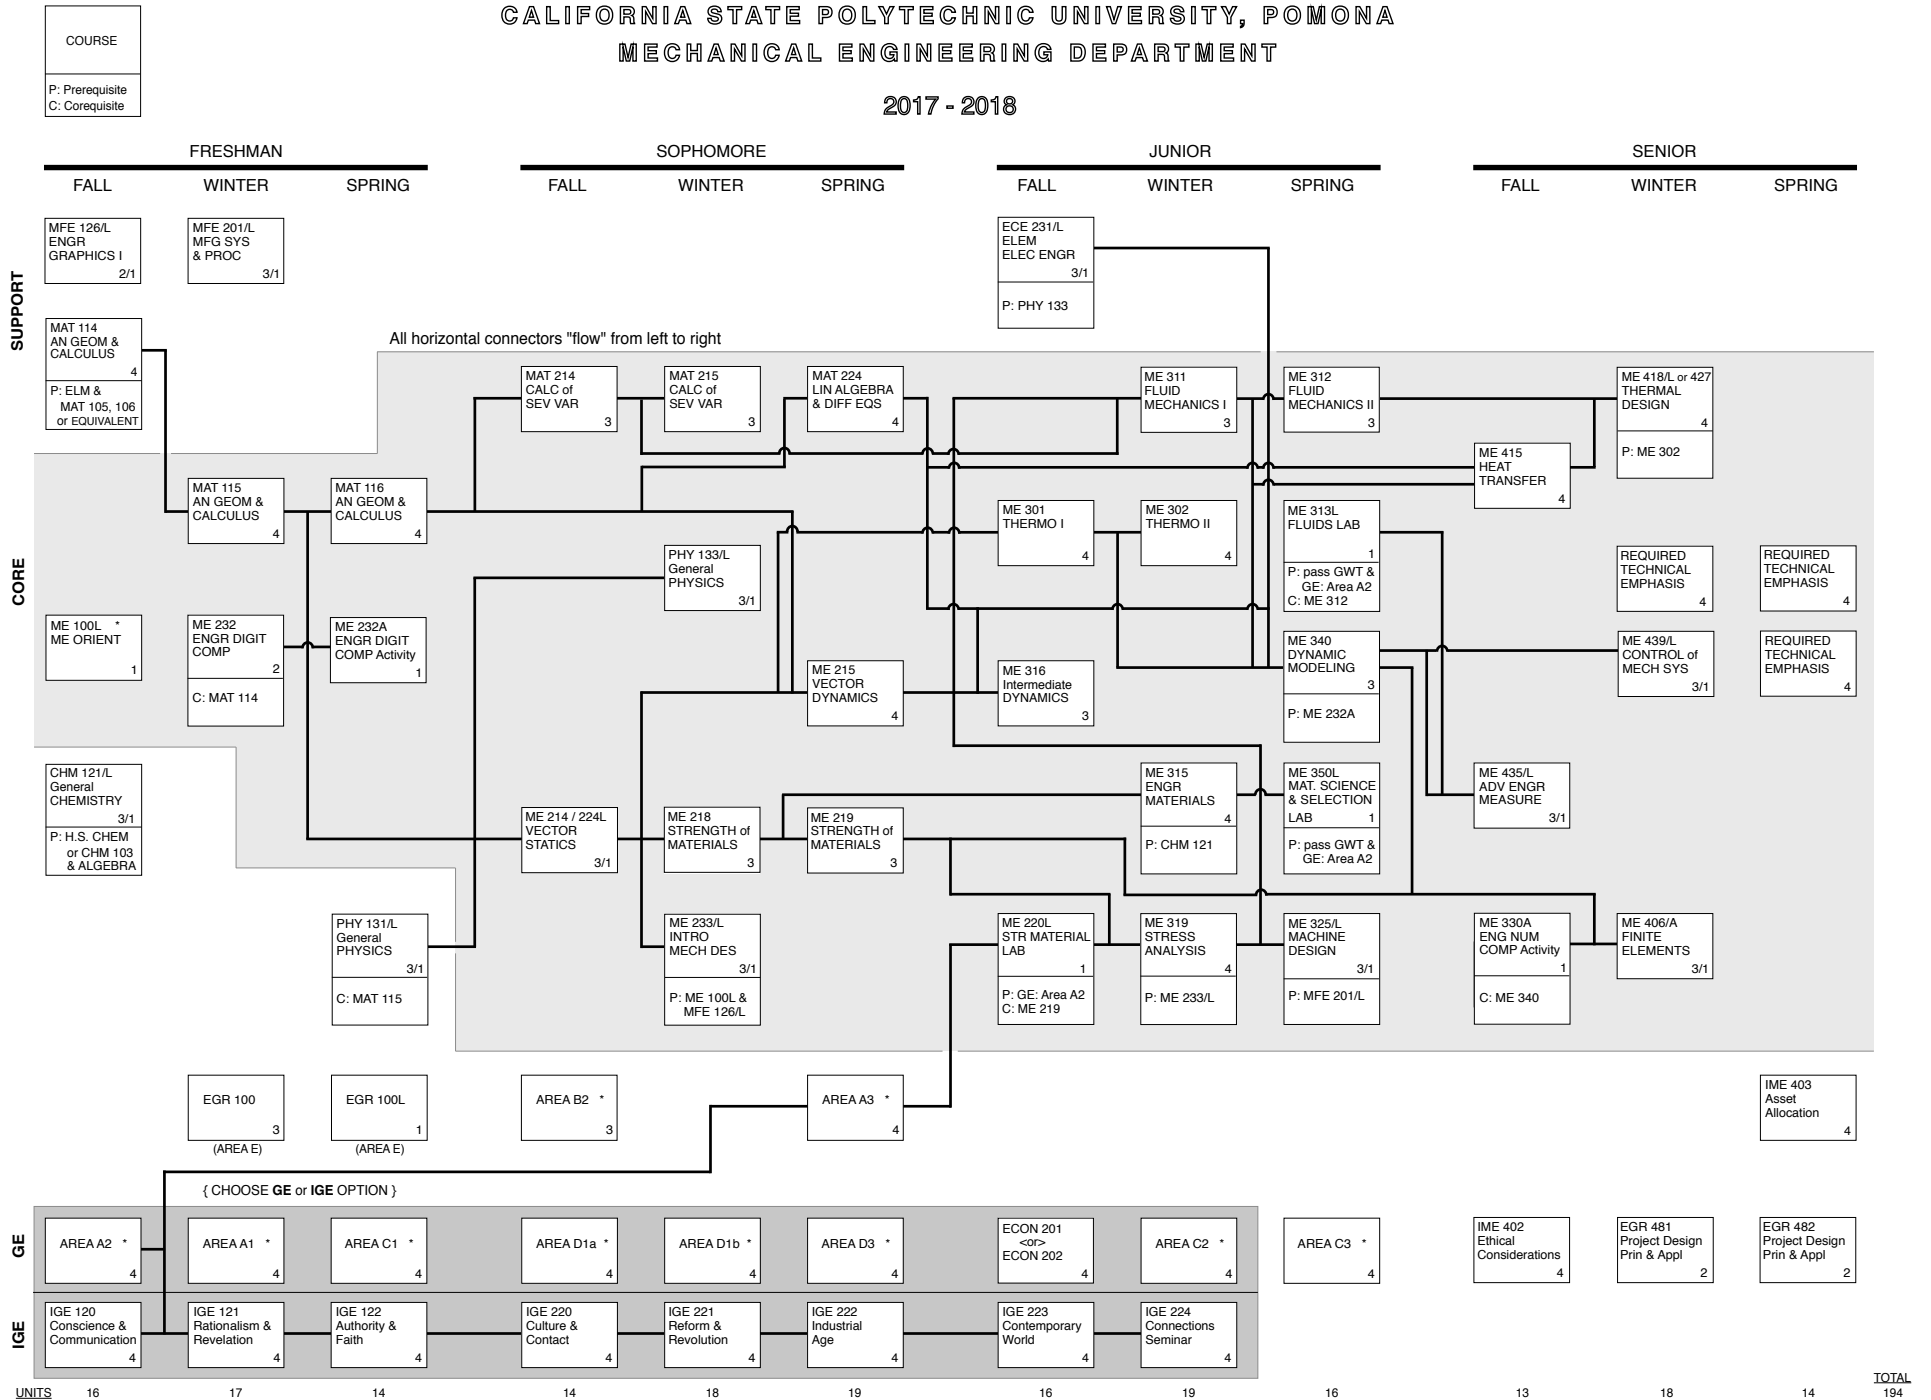 CALIFORNIA STATE POLYTECHNIC UNIVERSITY, POMONA
MECHANICAL ENGINEERING DEPARTMENT
2017 - 2018
COURSE
P: Prerequisite
C: Corequisite
FRESHMAN
SOPHOMORE
JUNIOR
SENIOR
FALL
WINTER
SPRING
FALL
WINTER
SPRING
FALL
WINTER
SPRING
FALL
WINTER
SPRING
SUPPORT
MFE 126/L
ENGR
GRAPHICS I
2/1
MFE 201/L
MFG SYS
& PROC
3/1
ECE 231/L
ELEM
ELEC ENGR
3/1
P: PHY 133
MAT 114
AN GEOM &
CALCULUS
4
P: ELM &
MAT 105, 106
or EQUIVALENT
All horizontal connectors "flow" from left to right
MAT 214
CALC of
SEV VAR
3
MAT 215
CALC of
SEV VAR
3
MAT 224
LIN ALGEBRA
& DIFF EQS
4
ME 311
FLUID
MECHANICS I
3
ME 312
FLUID
MECHANICS II
3
ME 418/L or 427
THERMAL
DESIGN
4
P: ME 302
ME 415
HEAT
TRANSFER
4
CORE
MAT 115
AN GEOM &
CALCULUS
4
MAT 116
AN GEOM &
CALCULUS
4
ME 301
THERMO I
4
ME 302
THERMO II
4
ME 313L
FLUIDS LAB
1
P: pass GWT &
GE: Area A2
C: ME 312
PHY 133/L
General
PHYSICS
3/1
REQUIRED
TECHNICAL
EMPHASIS
4
REQUIRED
TECHNICAL
EMPHASIS
4
ME 100L *
ME ORIENT
1
ME 232
ENGR DIGIT
COMP
2
C: MAT 114
ME 232A
ENGR DIGIT
COMP Activity
1
ME 215
VECTOR
DYNAMICS
4
ME 316
Intermediate
DYNAMICS
3
ME 340
DYNAMIC
MODELING
3
P: ME 232A
ME 439/L
CONTROL of
MECH SYS
3/1
REQUIRED
TECHNICAL
EMPHASIS
4
CHM 121/L
General
CHEMISTRY
3/1
P: H.S. CHEM
or CHM 103
& ALGEBRA
ME 214 / 224L
VECTOR
STATICS
3/1
ME 218
STRENGTH of
MATERIALS
3
ME 219
STRENGTH of
MATERIALS
3
ME 315
ENGR
MATERIALS
4
P: CHM 121
ME 350L
MAT. SCIENCE
& SELECTION
LAB
1
P: pass GWT &
GE: Area A2
ME 435/L
ADV ENGR
MEASURE
3/1
PHY 131/L
General
PHYSICS
3/1
C: MAT 115
ME 233/L
INTRO
MECH DES
3/1
P: ME 100L &
MFE 126/L
ME 220L
STR MATERIAL
LAB
1
P: GE: Area A2
C: ME 219
ME 319
STRESS
ANALYSIS
4
P: ME 233/L
ME 325/L
MACHINE
DESIGN
3/1
P: MFE 201/L
ME 330A
ENG NUM
COMP Activity
1
C: ME 340
ME 406/A
FINITE
ELEMENTS
3/1
EGR 100
3
(AREA E)
EGR 100L
1
(AREA E)
AREA B2 *
3
AREA A3 *
4
IME 403
Asset
Allocation
4
{ CHOOSE GE or IGE OPTION }
GE
AREA A2 *
4
AREA A1 *
4
AREA C1 *
4
AREA D1a *
4
AREA D1b *
4
AREA D3 *
4
ECON 201
<or>
ECON 202
4
AREA C2 *
4
AREA C3 *
4
IME 402
Ethical
Considerations
4
EGR 481
Project Design
Prin & Appl
2
EGR 482
Project Design
Prin & Appl
2
IGE
IGE 120
Conscience &
Communication
4
IGE 121
Rationalism &
Revelation
4
IGE 122
Authority &
Faith
4
IGE 220
Culture &
Contact
4
IGE 221
Reform &
Revolution
4
IGE 222
Industrial
Age
4
IGE 223
Contemporary
World
4
IGE 224
Connections
Seminar
4
UNITS 16 17 14 14 18 19 16 19 16 13 18 14
TOTAL
194